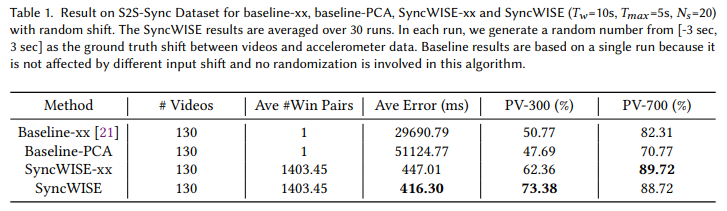 Table 1. Result on S2S-Sync Dataset for baseline-xx, baseline-PCA, SyncWISE-xx and SyncWISE (Tw=10s, Tmax=5s, Ns=20)
with random shift. The SyncWISE results are averaged over 30 runs. In each run, we generate a random number from [-3 sec,
3 sec] as the ground truth shift between videos and accelerometer data. Baseline results are based on a single run because it
is not affected by different input shift and no randomization is involved in this algorithm.
Method # Videos Ave #Win Pairs Ave Error (ms) PV-300 (%) PV-700 (%)
Baseline-xx [21] 130 1 29690.79 50.77 82.31
Baseline-PCA 130 1 51124.77 47.69 70.77
SyncWISE-xx 130 1403.45 447.01 62.36 89.72
SyncWISE 130 1403.45 416.30 73.38 88.72